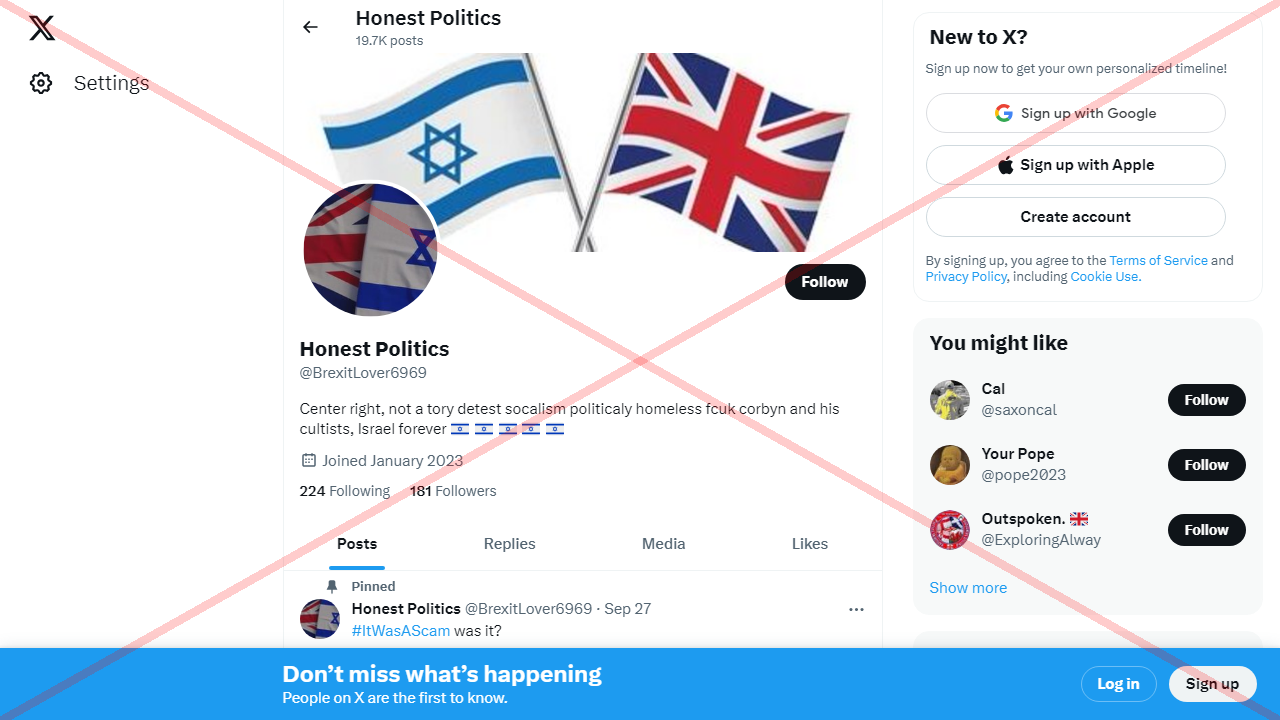 Settings
Honest Politics
19.7K posts
Follow
Honest Politics
@BrexitLover6969
Center right, not a tory detest socalism politicaly homeless fcuk corbyn and his
cultists, Israel forever 🇮🇱 🇮🇱 🇮🇱 🇮🇱 🇮🇱
Joined January 2023
224 Following 181 Followers
Posts Replies Media Likes
Pinned
Honest Politics @BrexitLover6969 · Sep 27
#ItWasAScam was it?
New to X?
Sign up now to get your own personalized timeline!
Sign up with Google
Sign up with Apple
Create account
By signing up, you agree to the Terms of Service and
Privacy Policy, including Cookie Use.
You might like
Cal
@saxoncal
Follow
Your Pope
@pope2023
Follow
Outspoken. 🇬🇧
@ExploringAlway
Follow
Show more
Don’t miss what’s happening
People on X are the first to know.
Log in Sign up